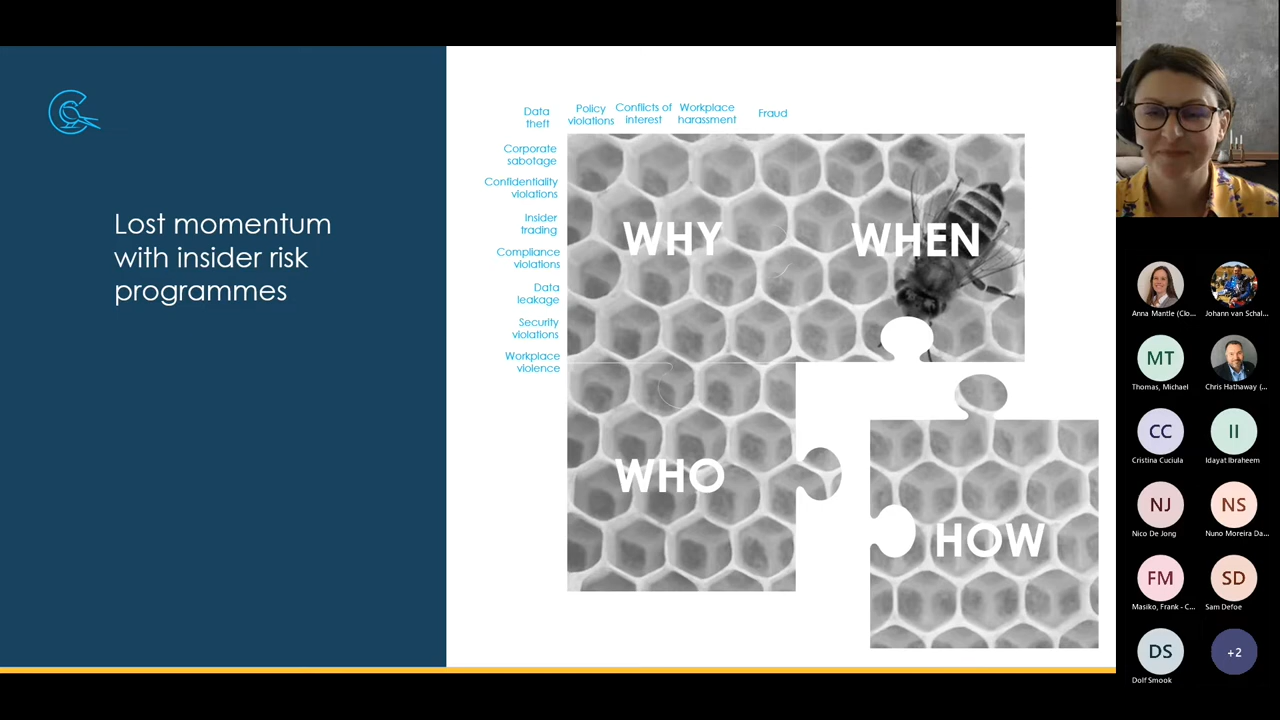 Lost momentum
with insider risk
programmes
Data
theft
Policy
violations
Conflicts of
interest
Workplace
harassment
Fraud
Corporate
sabotage
Confidentiality
violations
Insider
trading
Compliance
violations
Data
leakage
Security
violations
Workplace
violence
WHY
WHEN
WHO
HOW
Anna Mantle (Clo...
Johann van Schal...
MT
Thomas, Michael
Chris Hathaway (...
CC
Cristina Cuciula
II
Idayat Ibraheem
NJ
Nico De Jong
NS
Nuno Moreira Da...
FM
Masiko, Frank - C...
SD
Sam Defoe
DS
Dolf Smook
+2